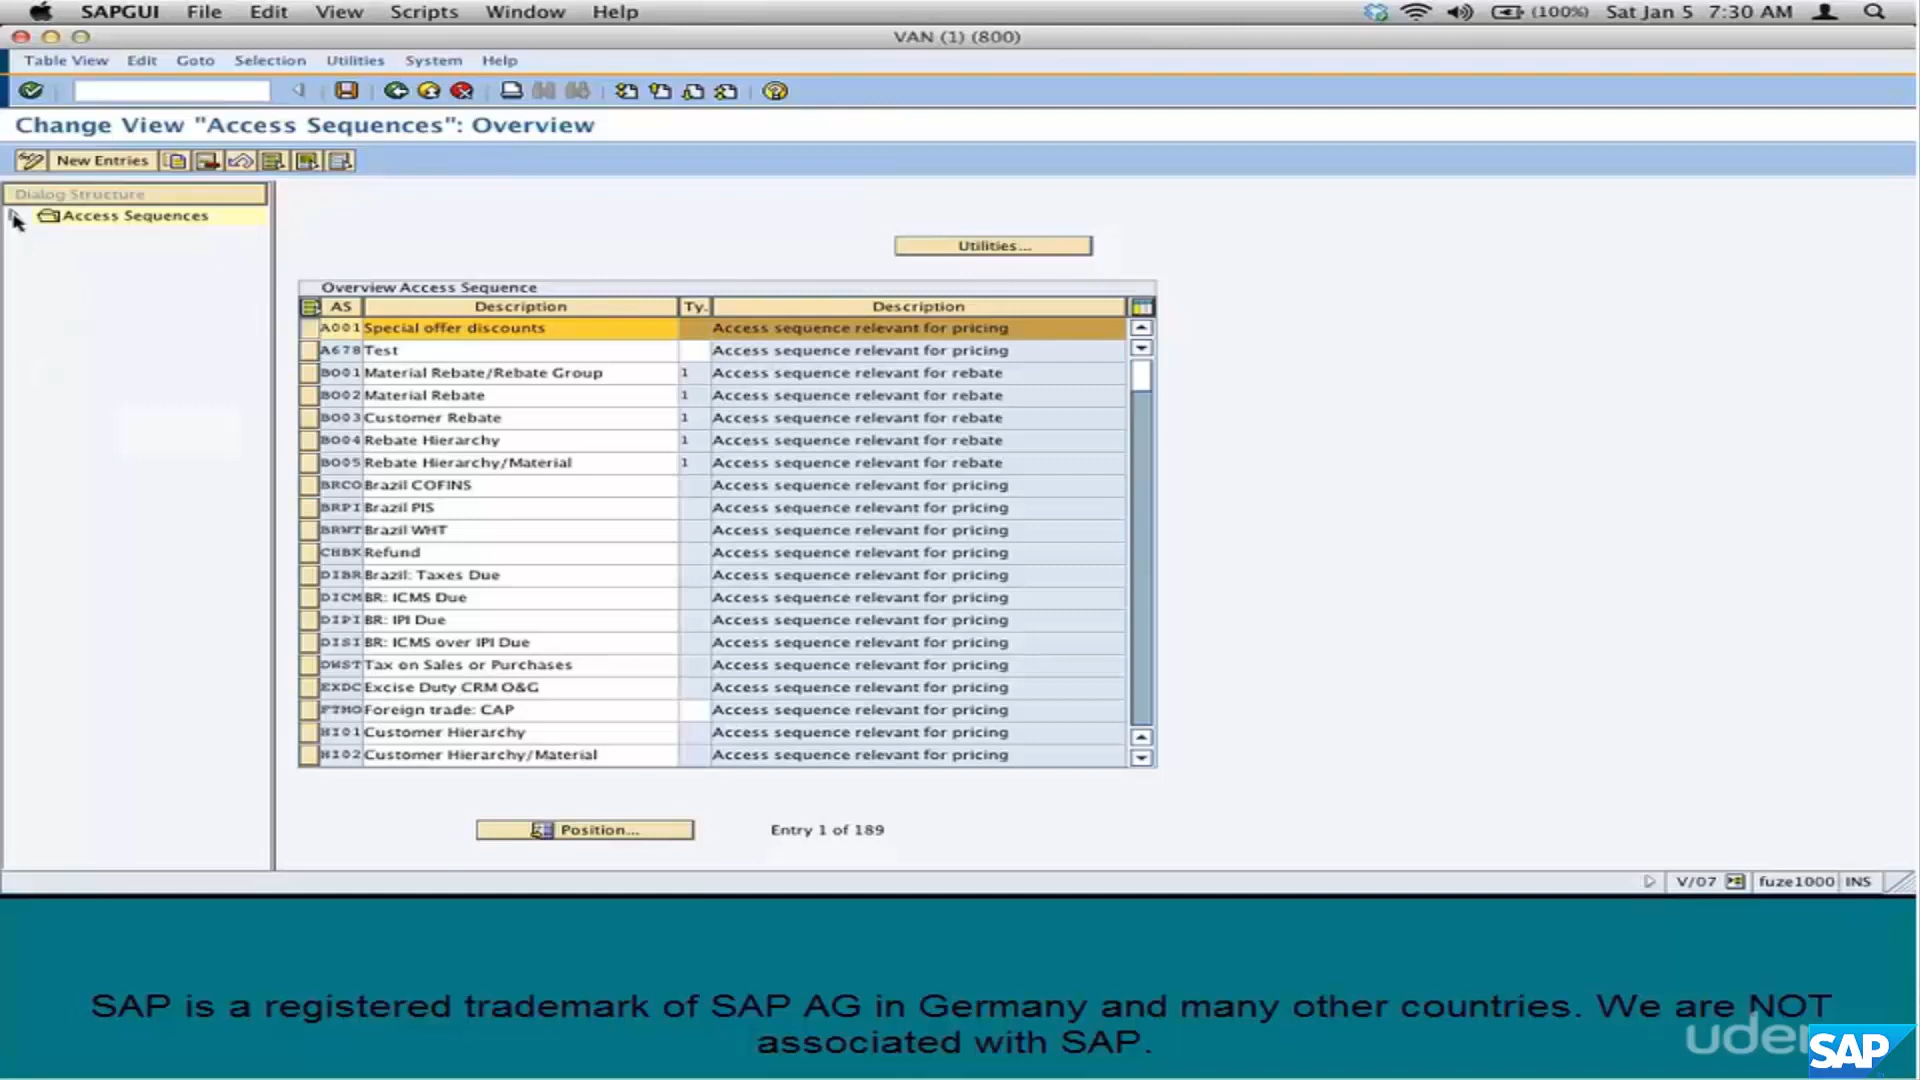 SAPGUI File Edit View Scripts Window Help (100%) Sat Jan 5 7:30 AM
VAN (1) (800)
Table View Edit Goto Selection Utilities System Help
Change View "Access Sequences": Overview
New Entries
Dialog Structure
Access Sequences
Utilities...
Overview Access Sequence
AS Description Ty. Description
A001 Special offer discounts Access sequence relevant for pricing
A678 Test Access sequence relevant for pricing
BO01 Material Rebate/Rebate Group 1 Access sequence relevant for rebate
BO02 Material Rebate 1 Access sequence relevant for rebate
BO03 Customer Rebate 1 Access sequence relevant for rebate
BO04 Rebate Hierarchy 1 Access sequence relevant for rebate
BO05 Rebate Hierarchy/Material 1 Access sequence relevant for rebate
BRCO Brazil COFINS Access sequence relevant for pricing
BRPI Brazil PIS Access sequence relevant for pricing
BRWT Brazil WHT Access sequence relevant for pricing
CHBK Refund Access sequence relevant for pricing
DIBR Brazil: Taxes Due Access sequence relevant for pricing
DICM BR: ICMS Due Access sequence relevant for pricing
DIPI BR: IPI Due Access sequence relevant for pricing
DISI BR: ICMS over IPI Due Access sequence relevant for pricing
DWST Tax on Sales or Purchases Access sequence relevant for pricing
EXDC Excise Duty CRM O&G Access sequence relevant for pricing
FTMO Foreign trade: CAP Access sequence relevant for pricing
HI01 Customer Hierarchy Access sequence relevant for pricing
HI02 Customer Hierarchy/Material Access sequence relevant for pricing
Position... Entry 1 of 189
V/07 fuze1000 INS
SAP is a registered trademark of SAP AG in Germany and many other countries. We are NOT
associated with SAP.
SAP